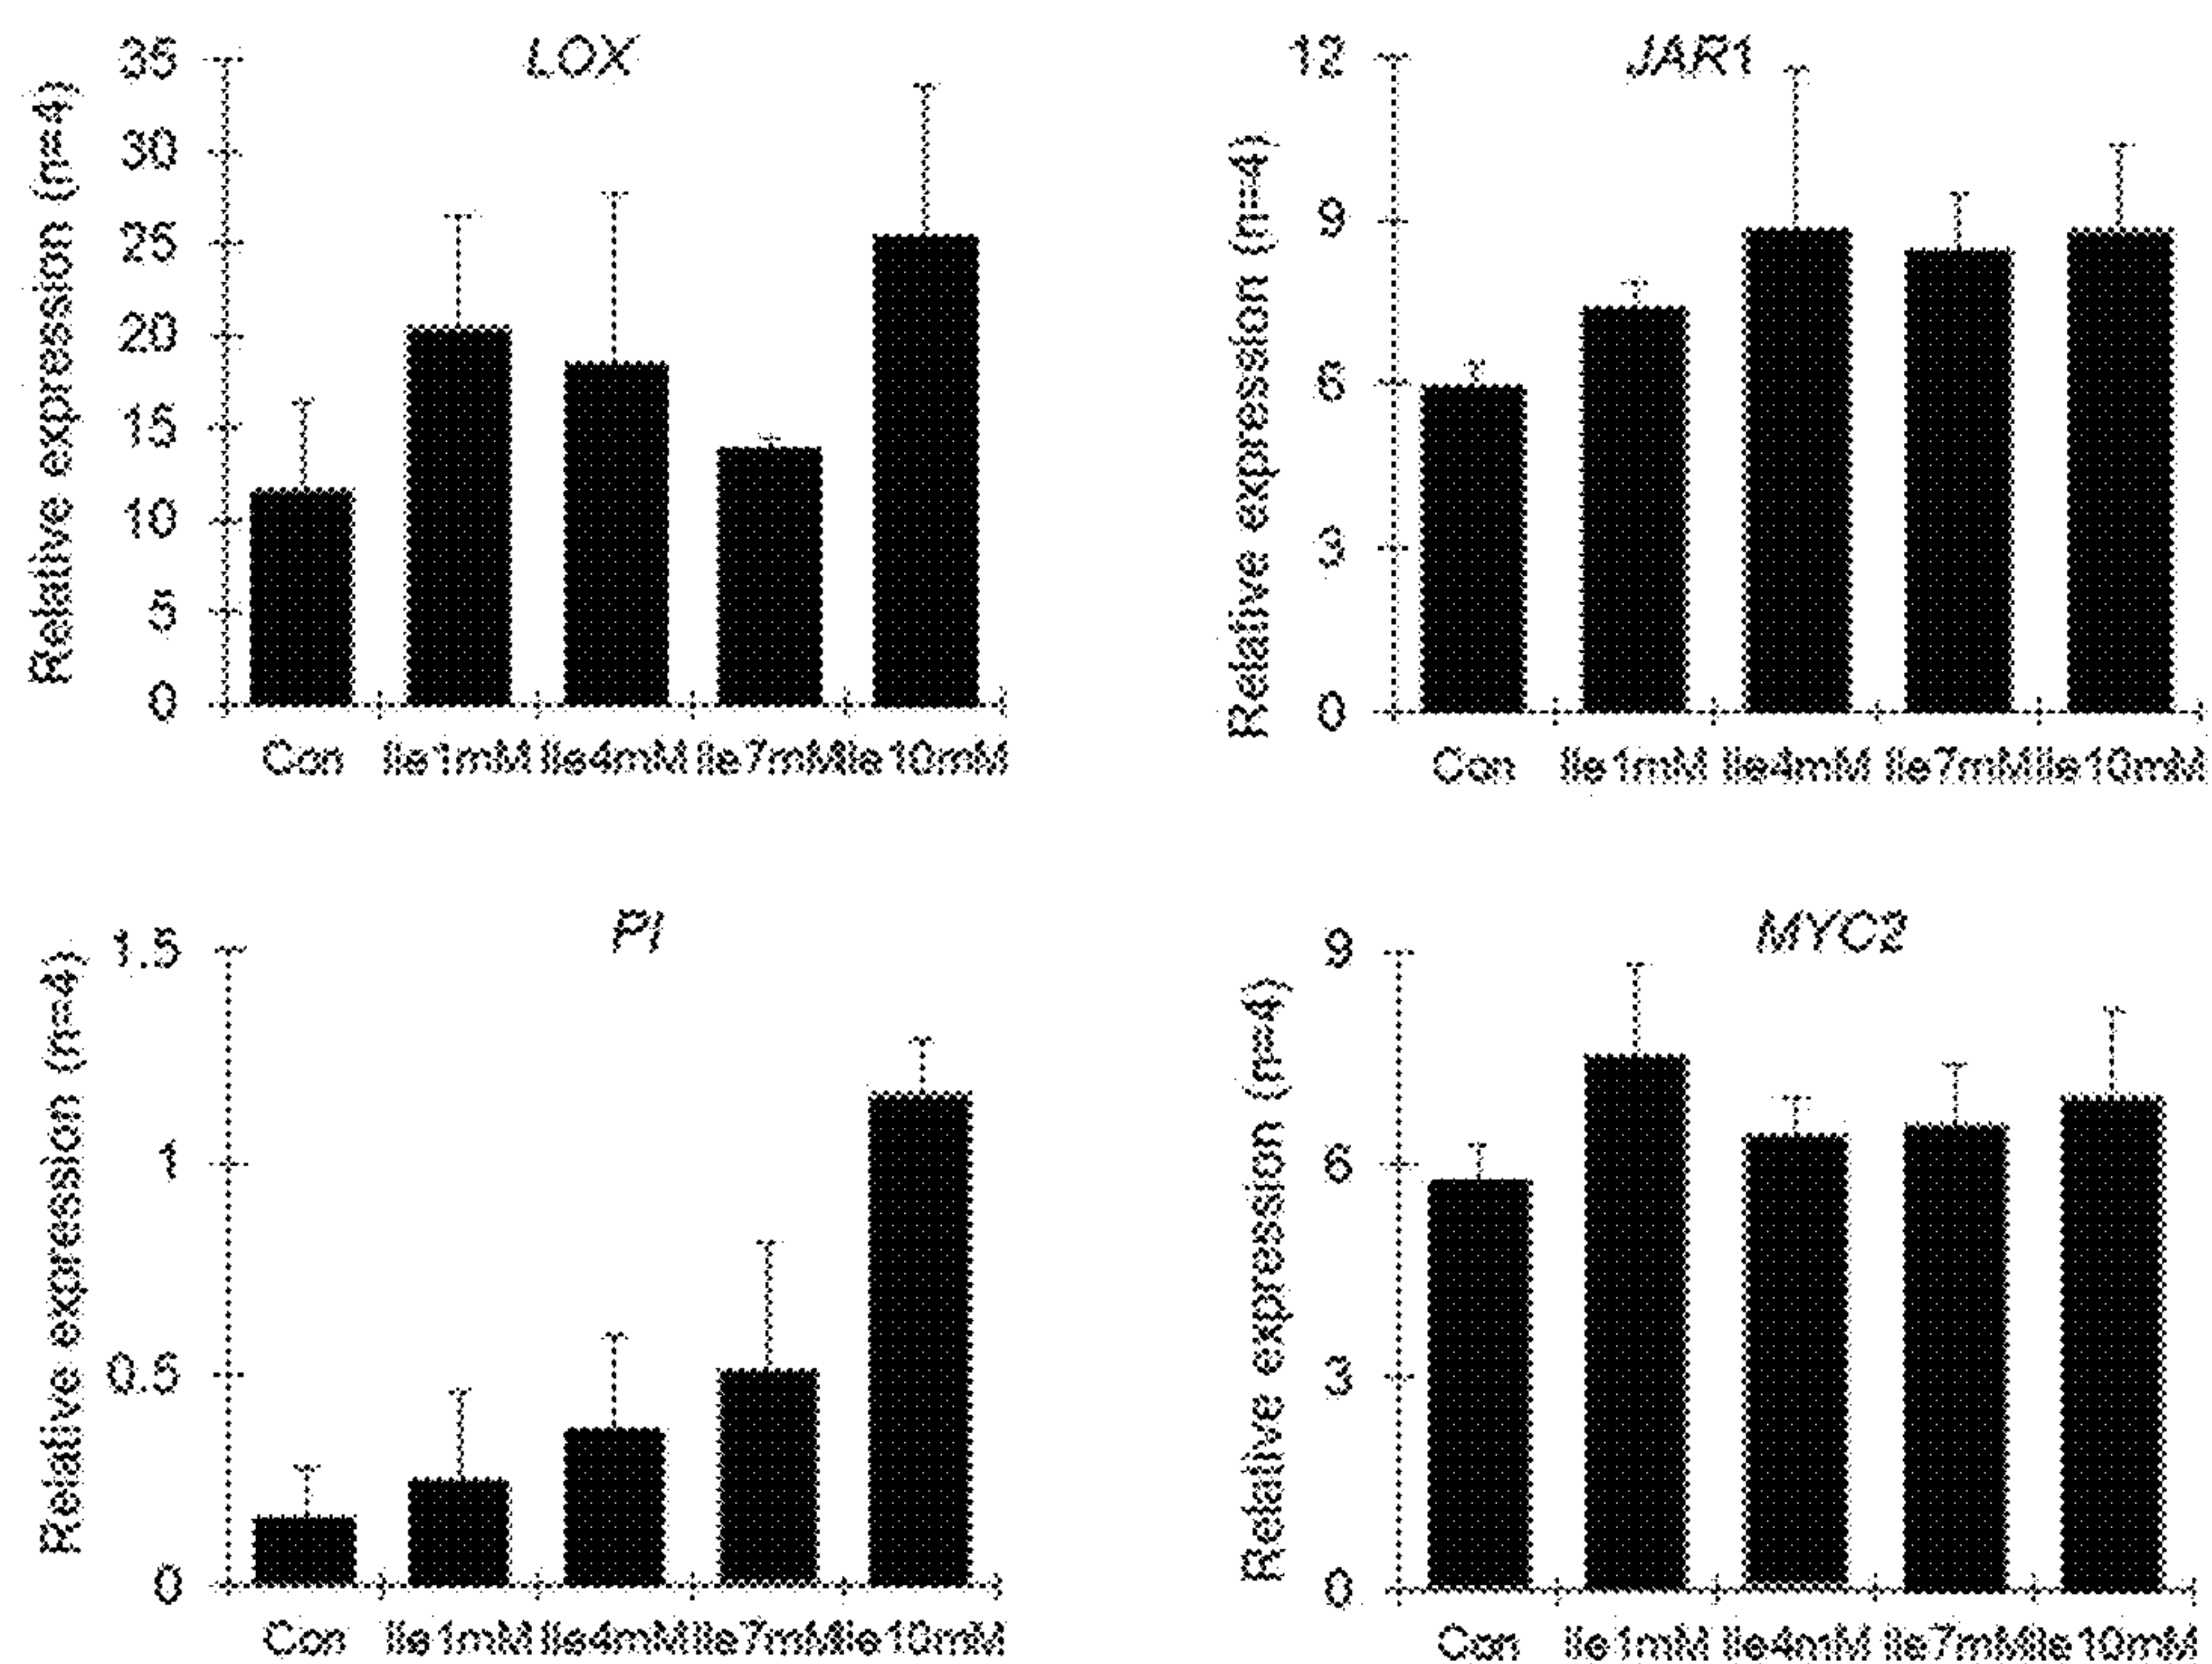 LOX
Relative expression (n=4)
35
30
25
20
15
10
5
0
Con Ile1mM Ile4mM Ile7mM Ile10mM
JAR1
Relative expression (n=4)
12
9
6
3
0
Con Ile1mM Ile4mM Ile7mM Ile10mM
PI
Relative expression (n=4)
1.5
1
0.5
0
Con Ile1mM Ile4mM Ile7mM Ile10mM
MYC2
Relative expression (n=4)
9
6
3
0
Con Ile1mM Ile4mM Ile7mM Ile10mM